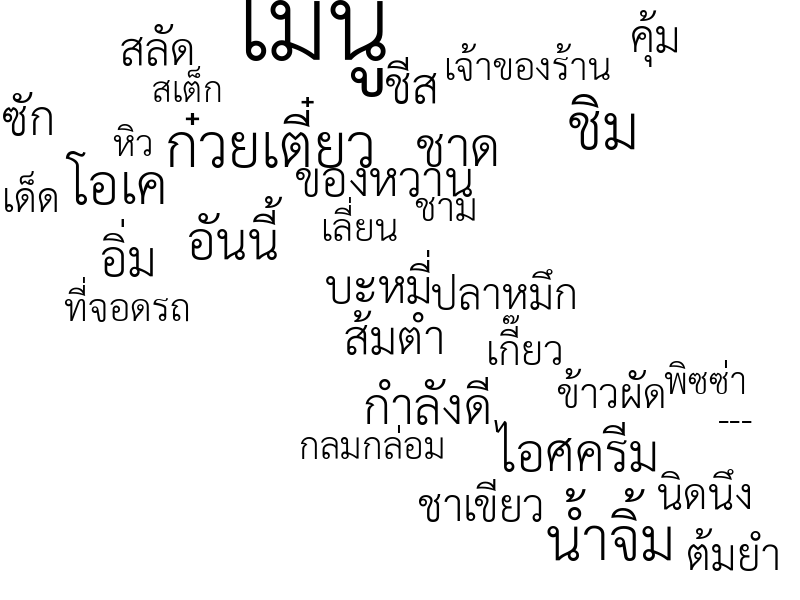 เมนู
สลัด
คุ้ม
เจ้าของร้าน
ชีส
สเต็ก
ซัก
ชิม
หิว
ก๋วยเตี๋ยว
ชาด
ของหวาน
โอเค
เด็ด
ชาม
เลี่ยน
อันนี้
อิ่ม
บะหมี่
ปลาหมึก
ที่จอดรถ
ส้มตำ
เกี๊ยว
พิซซ่า
ข้าวผัด
กำลังดี
---
กลมกล่อม
ไอศครีม
นิดนึง
ชาเขียว
น้ำจิ้ม
ต้มยำ